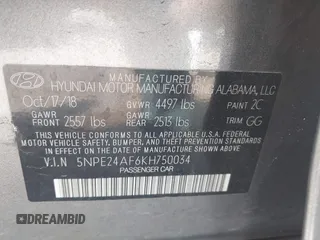 MANUFACTURED BY
HYUNDAI MOTOR MANUFACTURING ALABAMA, LLC
Oct/17/18 GVWR 4497 lbs PAINT 2C
GAWR GAWR
FRONT 2557 lbs REAR 2513 lbs TRIM GG
THIS VEHICLE CONFORMS TO ALL APPLICABLE U.S. FEDERAL
MOTOR VEHICLE SAFETY, BUMPER, AND THEFT PREVENTION STANDARDS
IN EFFECT ON THE DATE OF MANUFACTURE SHOWN ABOVE.
V.I.N 5NPE24AF6KH750034
PASSENGER CAR
DREAMBID